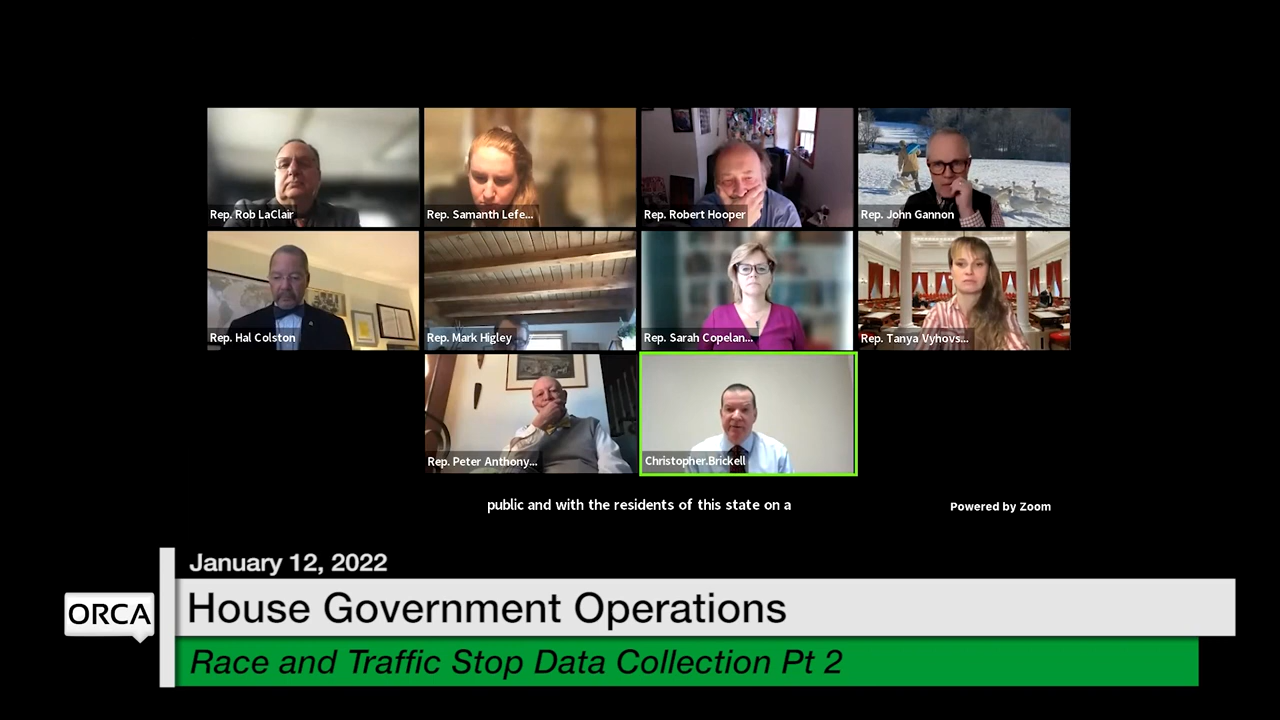 Rep. Rob LaClair
Rep. Samanth Lefe...
Rep. Robert Hooper
Rep. John Gannon
Rep. Hal Colston
Rep. Mark Higley
Rep. Sarah Copelan...
Rep. Tanya Vyhovs...
Rep. Peter Anthony...
Christopher.Brickell
public and with the residents of this state on a
Powered by Zoom
January 12, 2022
ORCA
House Government Operations
Race and Traffic Stop Data Collection Pt 2